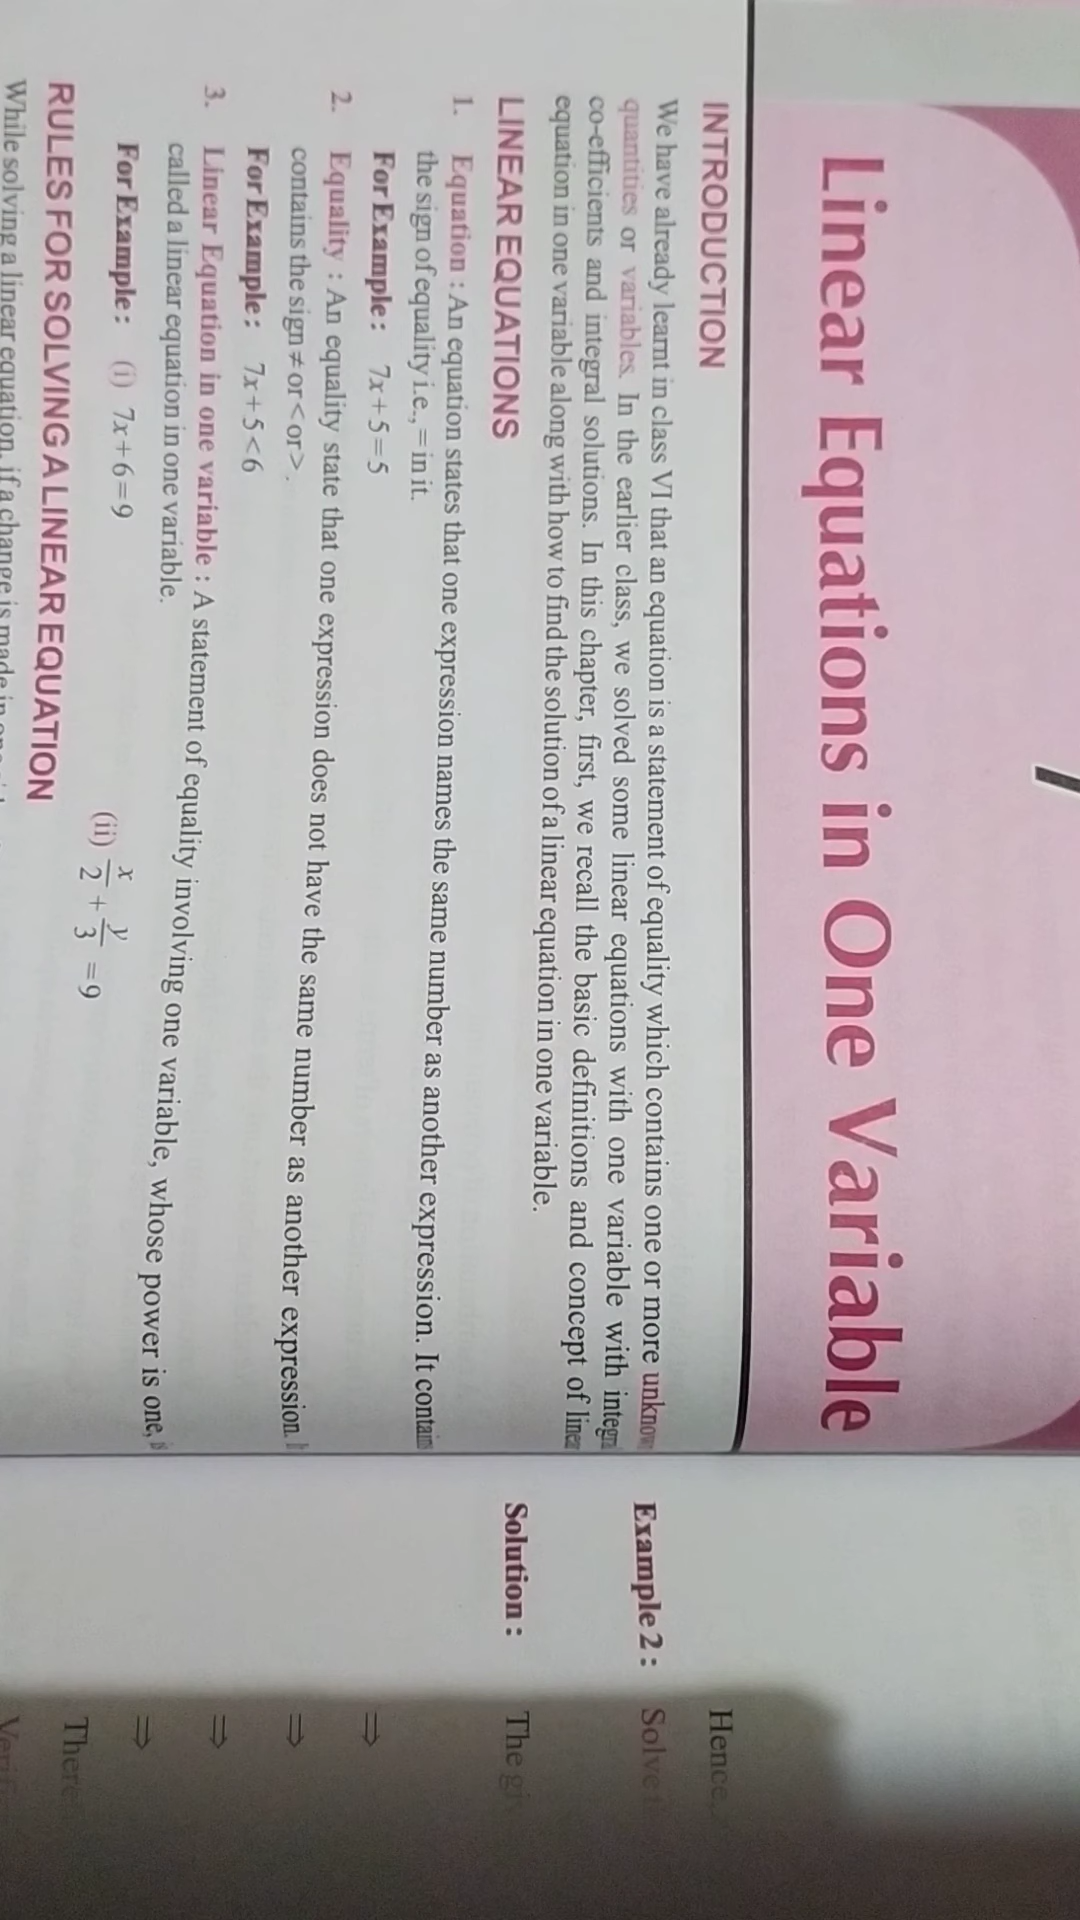 Linear Equations in One Variable
INTRODUCTION
We have already learnt in class VI that an equation is a statement of equality which contains one or more unknow
quantities or variables. In the earlier class, we solved some linear equations with one variable with integra
co-efficients and integral solutions. In this chapter, first, we recall the basic definitions and concept of linear
equation in one variable along with how to find the solution of a linear equation in one variable.
LINEAR EQUATIONS
1. Equation : An equation states that one expression names the same number as another expression. It contains
the sign of equality i.e., = in it.
For Example : 7x + 5 = 5
2. Equality : An equality state that one expression does not have the same number as another expression.
contains the sign ≠ or < or >.
For Example : 7x + 5 < 6
3. Linear Equation in one variable : A statement of equality involving one variable, whose power is one, is
called a linear equation in one variable.
For Example : (i) 7x + 6 = 9 (ii) x/2 + y/3 = 9
RULES FOR SOLVING A LINEAR EQUATION
While solving a linear equation, if a change is made in one
Hence
Example 2 : Solve
Solution : The gi
⇒
⇒
⇒
⇒
There
Verif